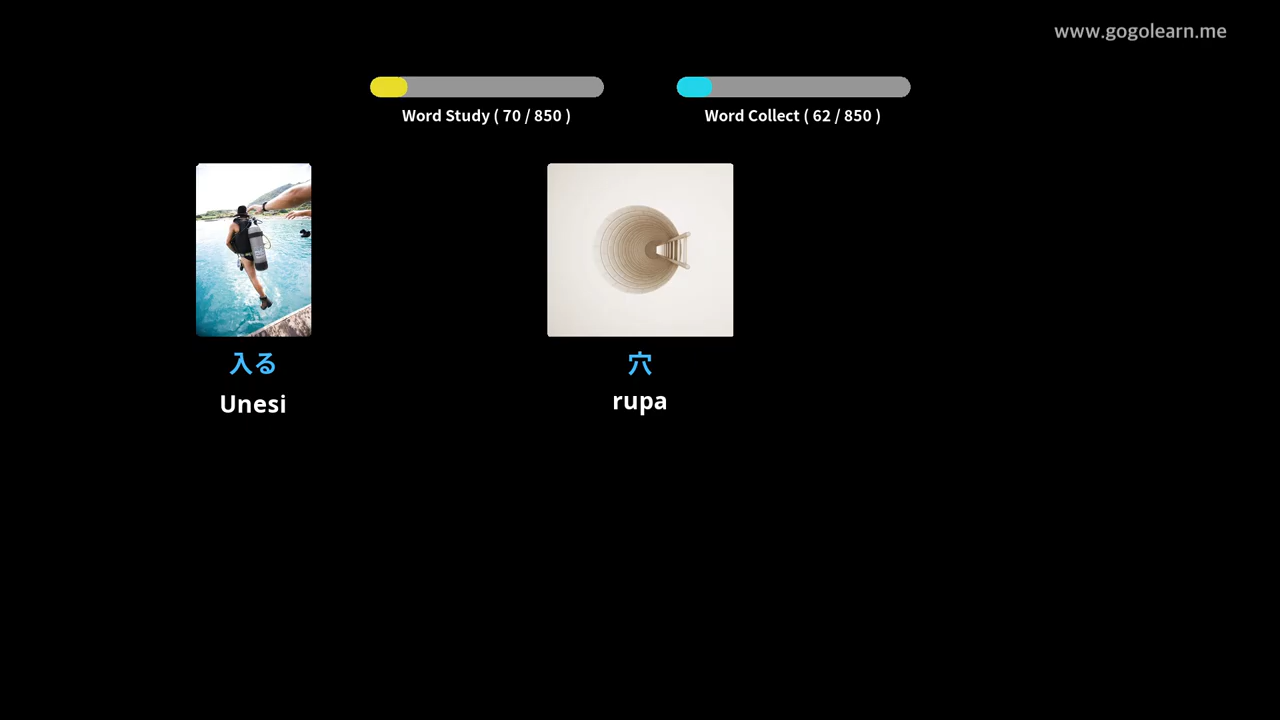 www.gogolearn.me
Word Study ( 70 / 850 )
Word Collect ( 62 / 850 )
入る
Unesi
穴
rupa